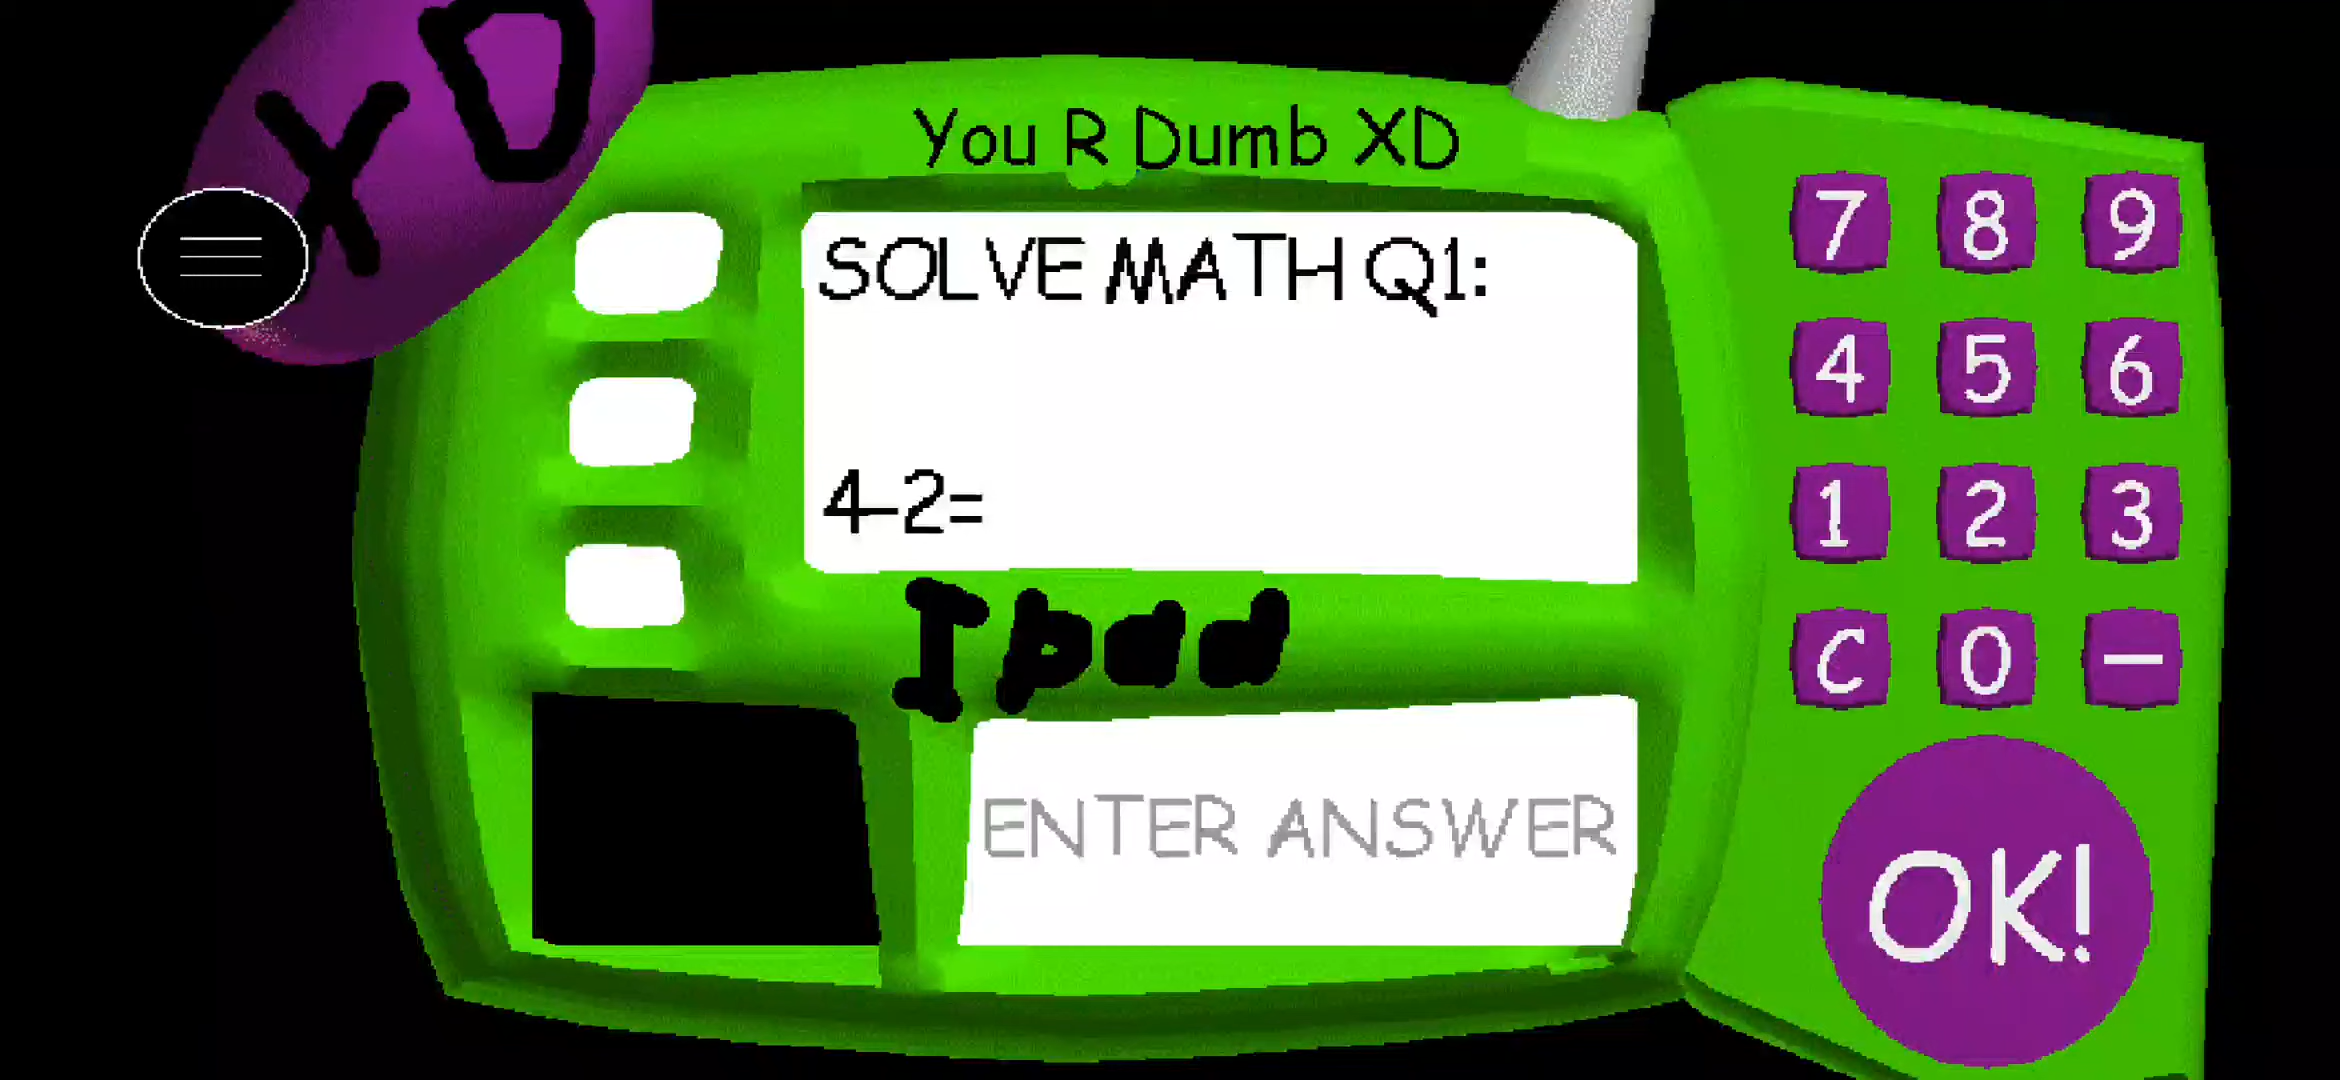 XD
You R Dumb XD
SOLVE MATH Q1:
4-2=
Ipad
ENTER ANSWER
7 8 9
4 5 6
1 2 3
C 0 -
OK!